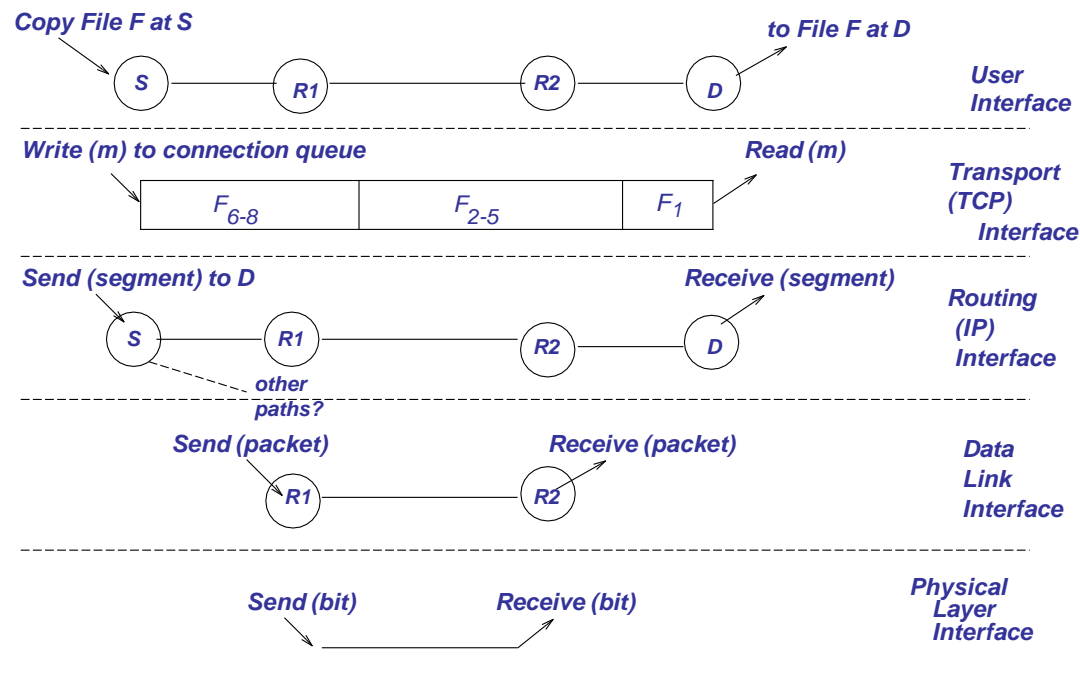 Copy File F at S
to File F at D
S
R1
R2
D
User
Interface
Write (m) to connection queue
Read (m)
F6-8
F2-5
F1
Transport
(TCP)
Interface
Send (segment) to D
Receive (segment)
S
R1
R2
D
other
paths?
Routing
(IP)
Interface
Send (packet)
Receive (packet)
R1
R2
Data
Link
Interface
Send (bit)
Receive (bit)
Physical
Layer
Interface